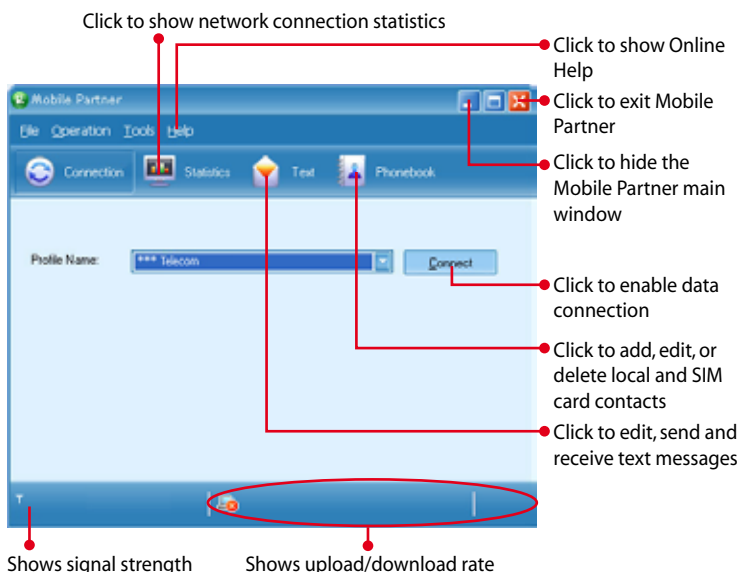 Click to show network connection statistics
Click to show Online
Help
Mobile Partner
Click to exit Mobile
Partner
File Operation Tools Help
Click to hide the
Mobile Partner main
window
Connection Statistics Text Phonebook
Profile Name: *** Telecom Connect
Click to enable data
connection
Click to add, edit, or
delete local and SIM
card contacts
Click to edit, send and
receive text messages
Shows signal strength Shows upload/download rate